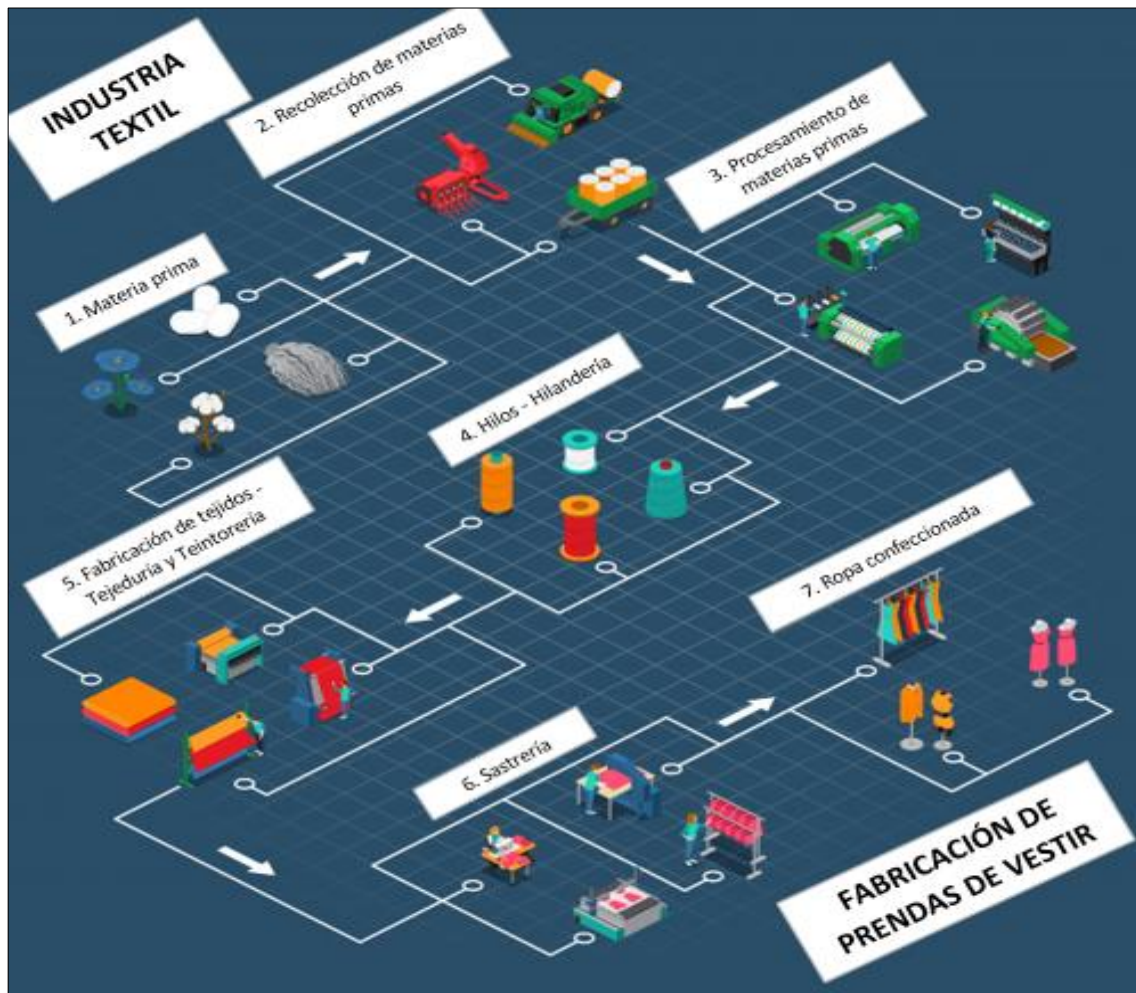 INDUSTRIA
TEXTIL
2. Recolección de materias
primas
3. Procesamiento de
materias primas
1. Materia prima
4. Hilos - Hilandería
5. Fabricación de tejidos -
Tejeduría y Teintorería
7. Ropa confeccionada
6. Sastrería
FABRICACIÓN DE
PRENDAS DE VESTIR